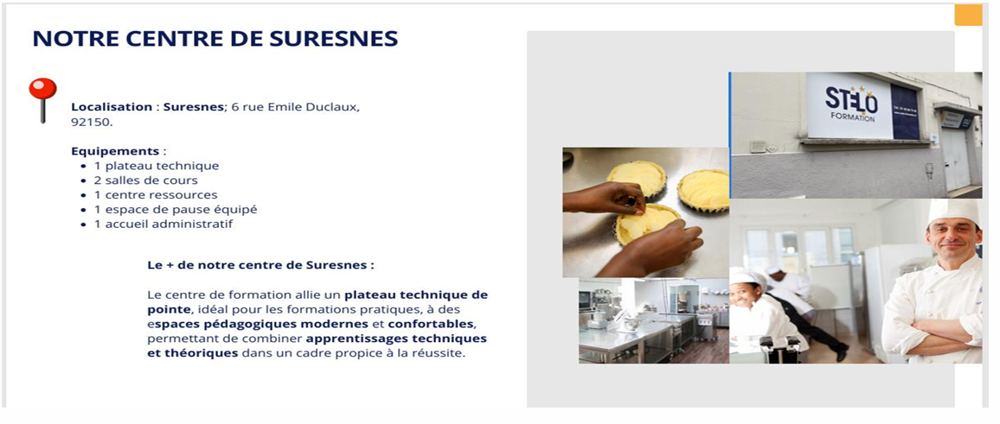 NOTRE CENTRE DE SURESNES
Localisation : Suresnes; 6 rue Emile Duclaux,
92150.
Equipements :
• 1 plateau technique
• 2 salles de cours
• 1 centre ressources
• 1 espace de pause équipé
• 1 accueil administratif
Le + de notre centre de Suresnes :
Le centre de formation allie un plateau technique de
pointe, idéal pour les formations pratiques, à des
espaces pédagogiques modernes et confortables,
permettant de combiner apprentissages techniques
et théoriques dans un cadre propice à la réussite.
STELO
FORMATION